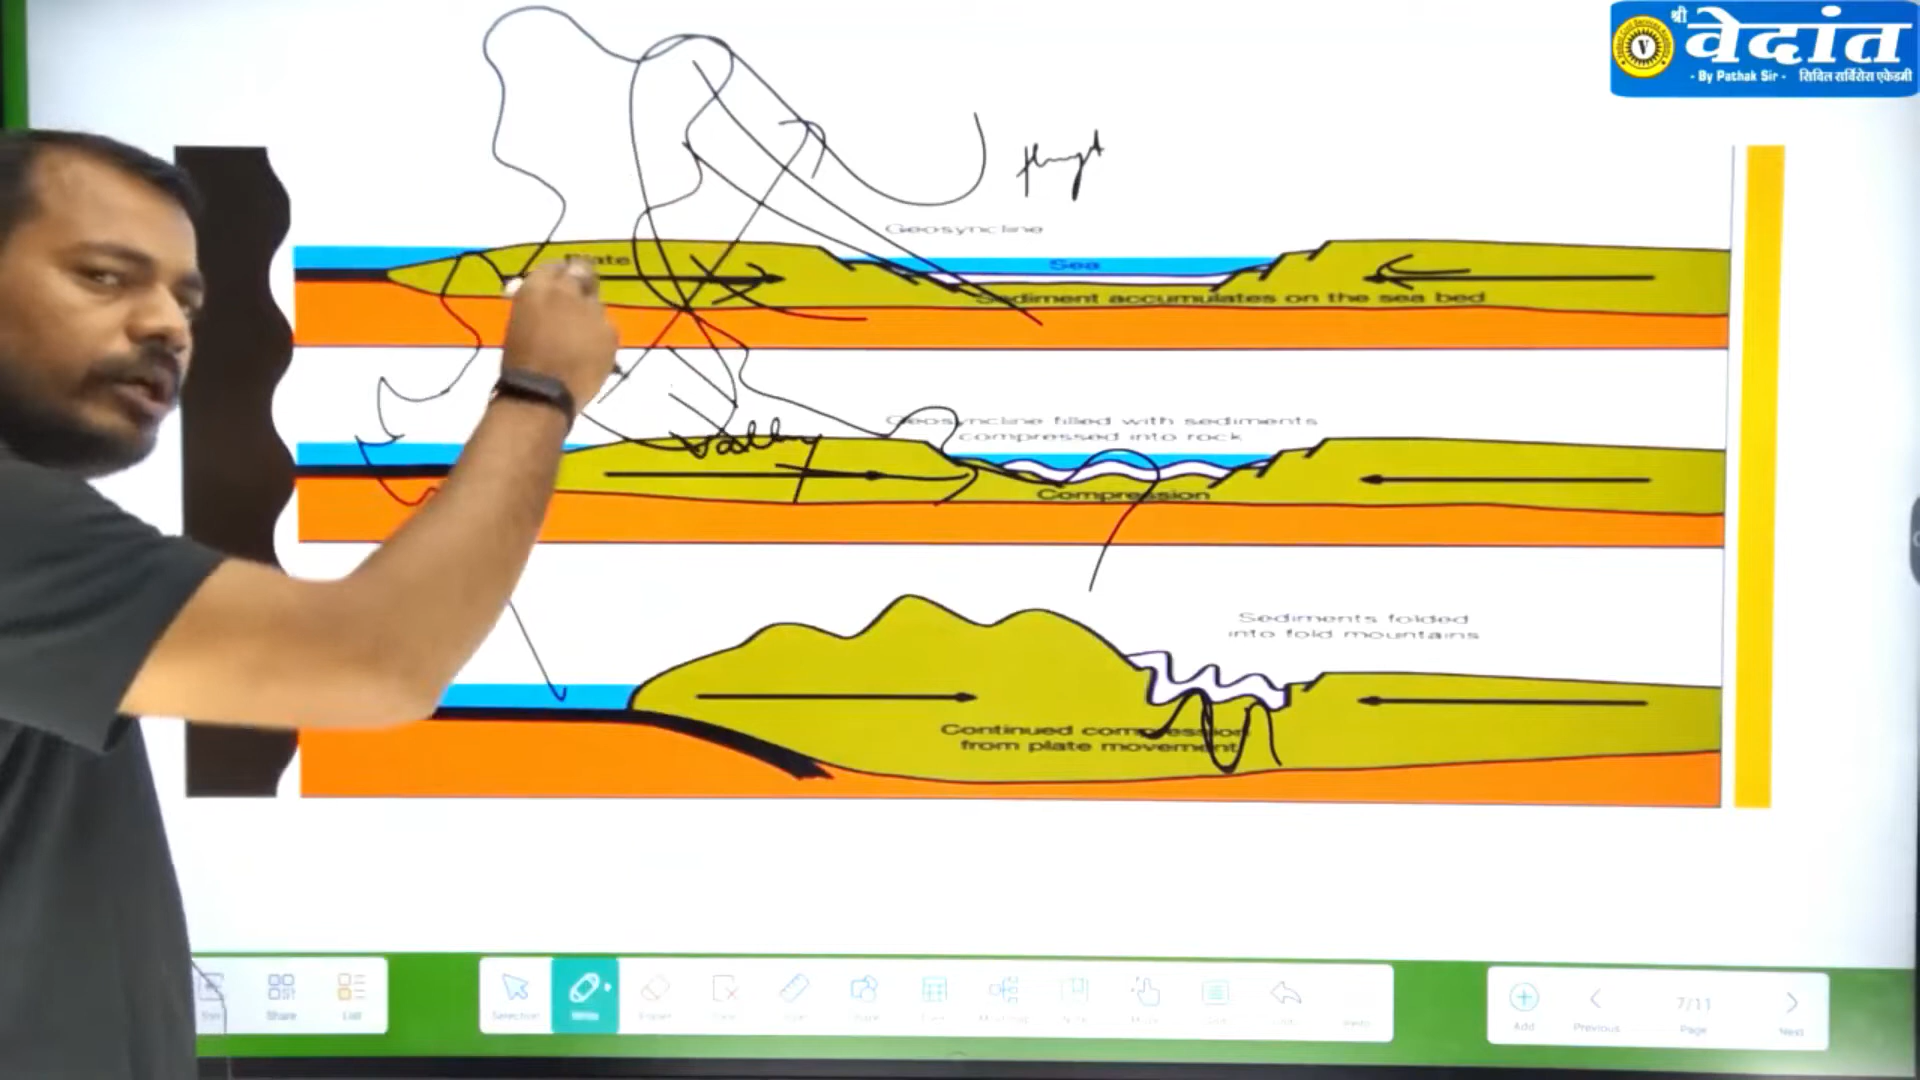 श्री
वेदांत
- By Pathak Sir -
सिविल सर्विसेस एकेडमी
Geosyncline
Plate
Sea
Sediment accumulates on the sea bed
Geosyncline filled with sediments
compressed into rock
Valley
Compression
Sediments folded
into fold mountains
Continued compression
from plate movement
Share
List
Selection
Write
Add
Previous
7/11
Page
Next